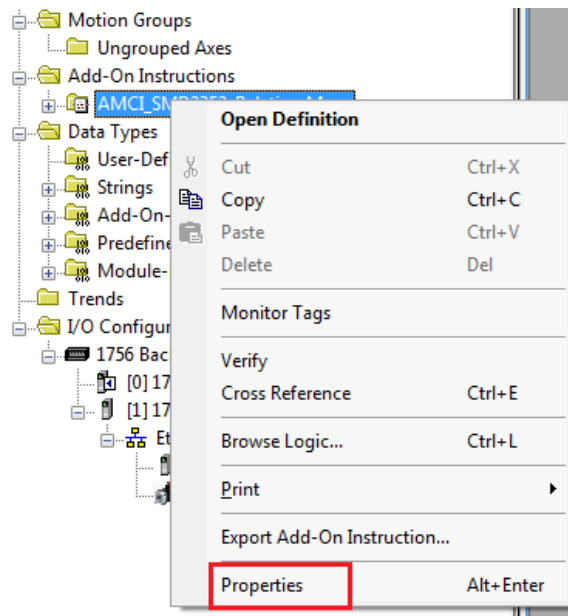 Motion Groups
Ungrouped Axes
Add-On Instructions
Data Types
User-Def
Strings
Add-On-
Predefine
Module-
Trends
I/O Configur
1756 Bac
[0] 17
[1] 17
Et
Open Definition
Cut Ctrl+X
Copy Ctrl+C
Paste Ctrl+V
Delete Del
Monitor Tags
Verify
Cross Reference Ctrl+E
Browse Logic... Ctrl+L
Print
Export Add-On Instruction...
Properties Alt+Enter